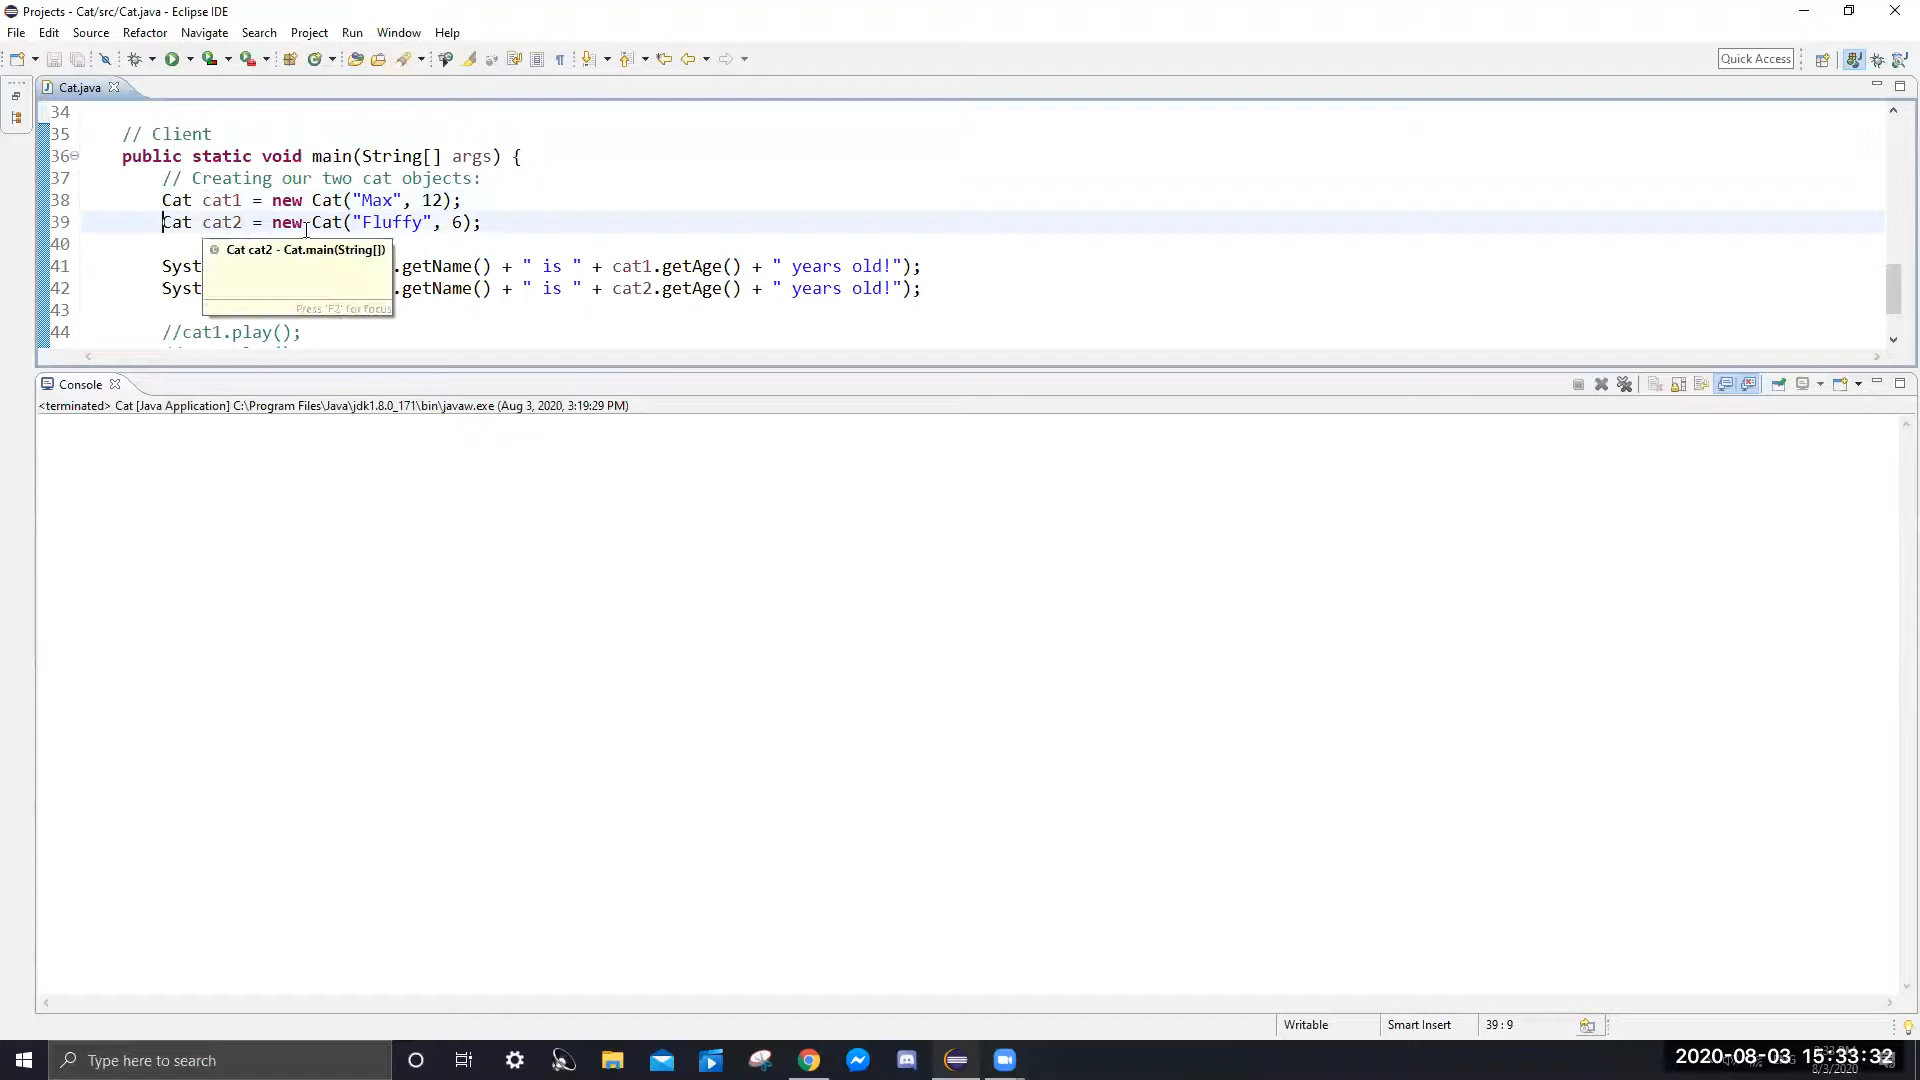 Projects - Cat/src/Cat.java - Eclipse IDE
File Edit Source Refactor Navigate Search Project Run Window Help
Quick Access
Cat.java
34
35 // Client
36 public static void main(String[] args) {
37 // Creating our two cat objects:
38 Cat cat1 = new Cat("Max", 12);
39 Cat cat2 = new Cat("Fluffy", 6);
40
Cat cat2 - Cat.main(String[])
41 Syst .getName() + " is " + cat1.getAge() + " years old!");
42 Syst .getName() + " is " + cat2.getAge() + " years old!");
43
Press 'F2' for focus
44 //cat1.play();
Console
<terminated> Cat [Java Application] C:\Program Files\Java\jdk1.8.0_171\bin\javaw.exe (Aug 3, 2020, 3:19:29 PM)
Writable Smart Insert 39 : 9
Type here to search
2020-08-03 15:33:32
8/3/2020